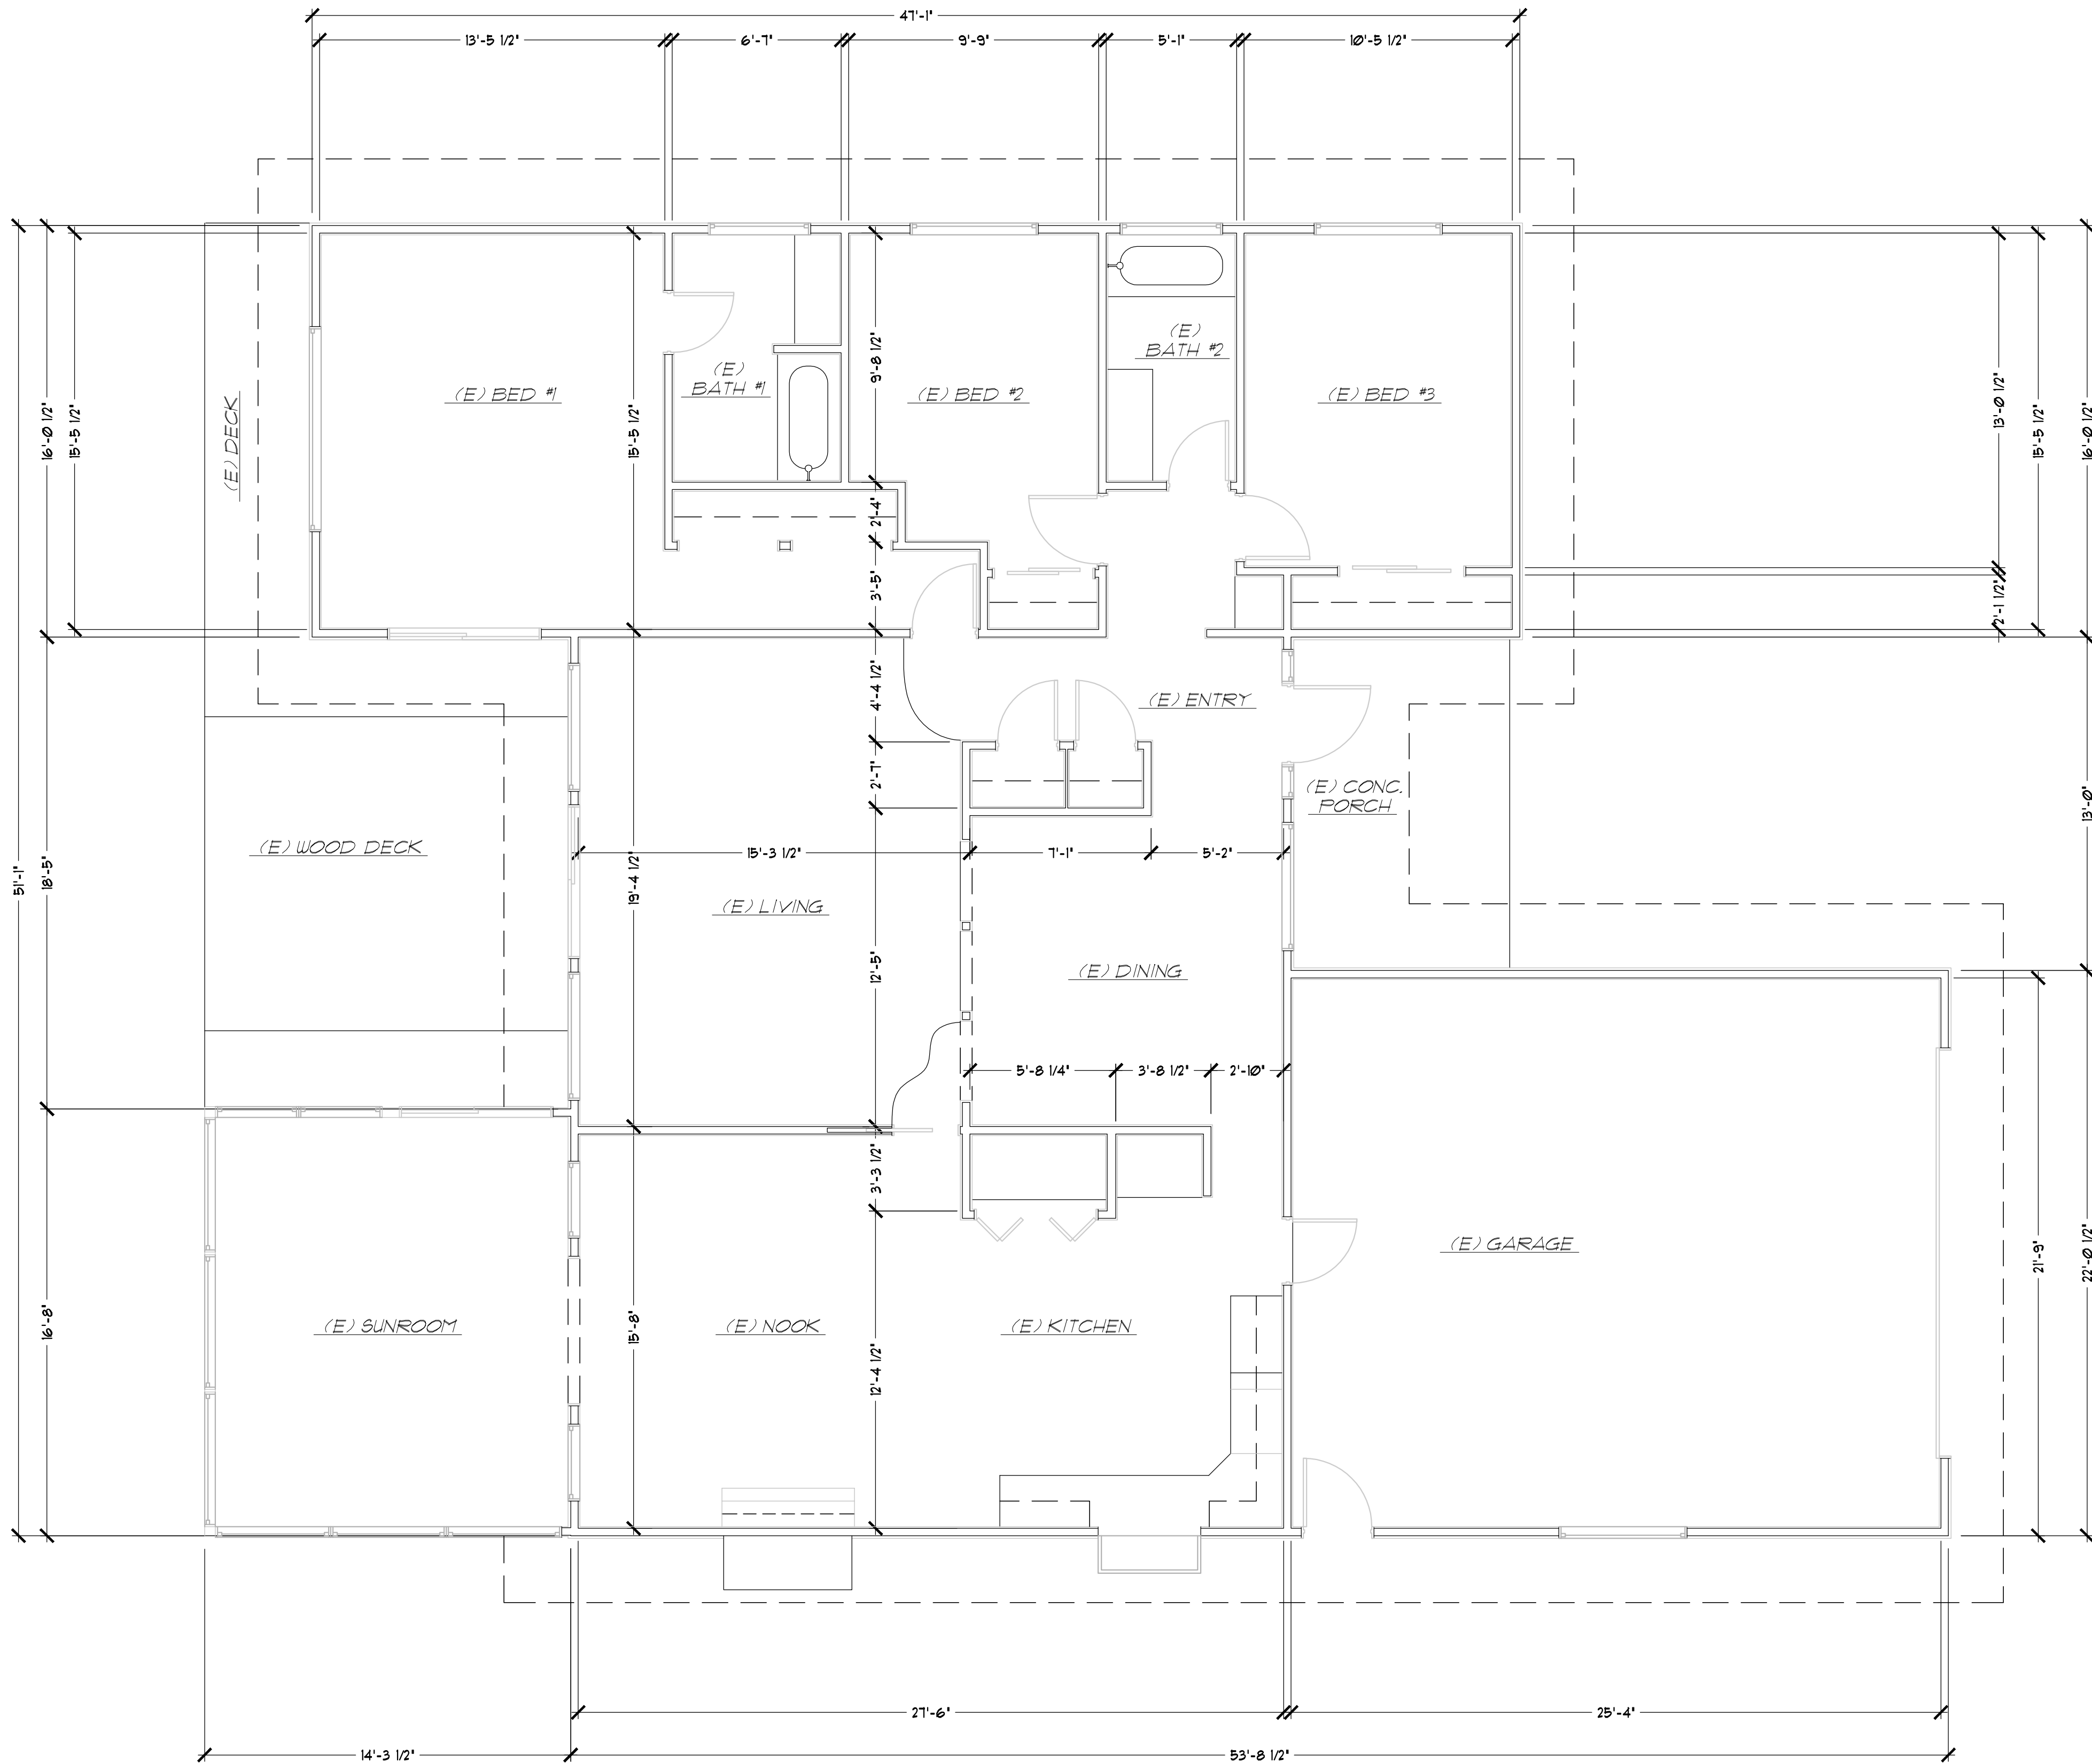 47'-1"
13'-5 1/2"
6'-7"
9'-9"
5'-1"
10'-5 1/2"
51'-1"
16'-0 1/2"
15'-5 1/2"
18'-5"
16'-8"
(E) DECK
(E) BED #1
15'-5 1/2"
(E)
BATH #1
9'-8 1/2"
2'-4"
3'-5"
(E) BED #2
(E)
BATH #2
(E) BED #3
13'-0 1/2"
2'-1 1/2"
15'-5 1/2"
16'-0 1/2"
4'-4 1/2"
2'-7"
(E) ENTRY
(E) CONC.
PORCH
13'-0"
(E) WOOD DECK
15'-3 1/2"
7'-1"
5'-2"
19'-4 1/2"
(E) LIVING
12'-5"
(E) DINING
5'-8 1/4"
3'-8 1/2"
2'-10"
3'-3 1/2"
(E) GARAGE
21'-9"
22'-0 1/2"
(E) SUNROOM
15'-8"
(E) NOOK
12'-4 1/2"
(E) KITCHEN
27'-6"
25'-4"
14'-3 1/2"
53'-8 1/2"